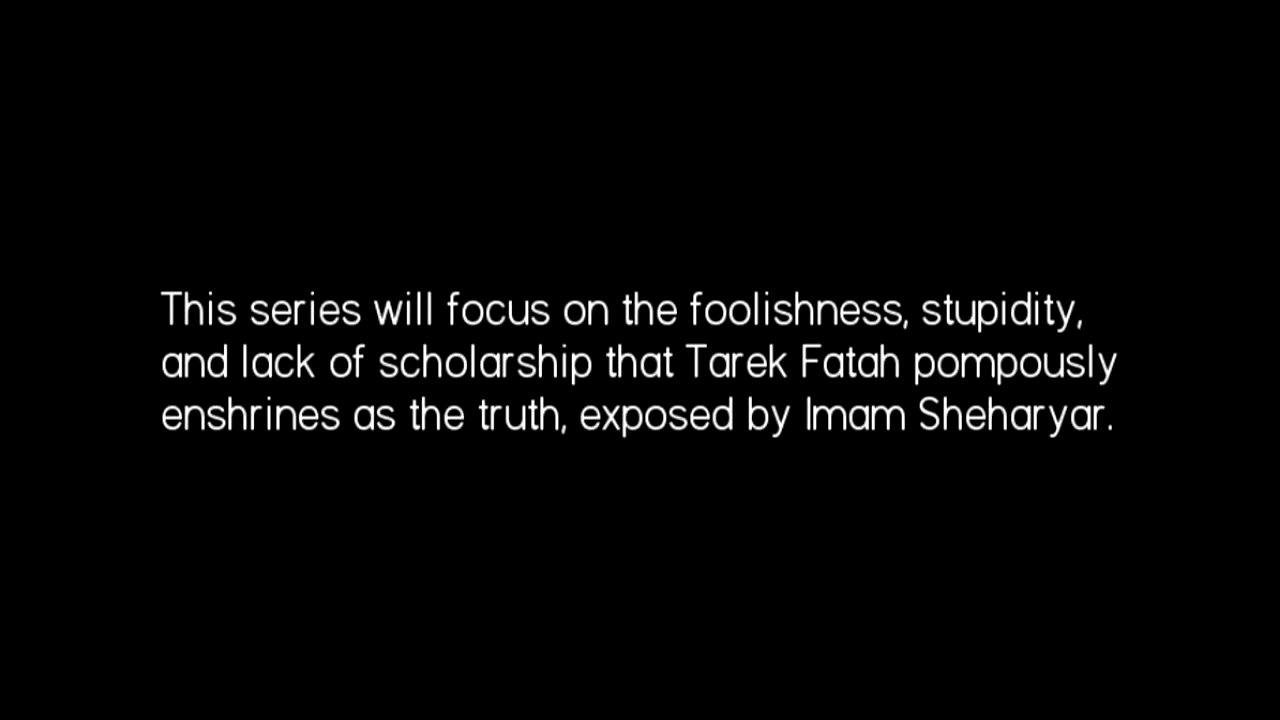 This series will focus on the foolishness, stupidity,
and lack of scholarship that Tarek Fatah pompously
enshrines as the truth, exposed by Imam Sheharyar.